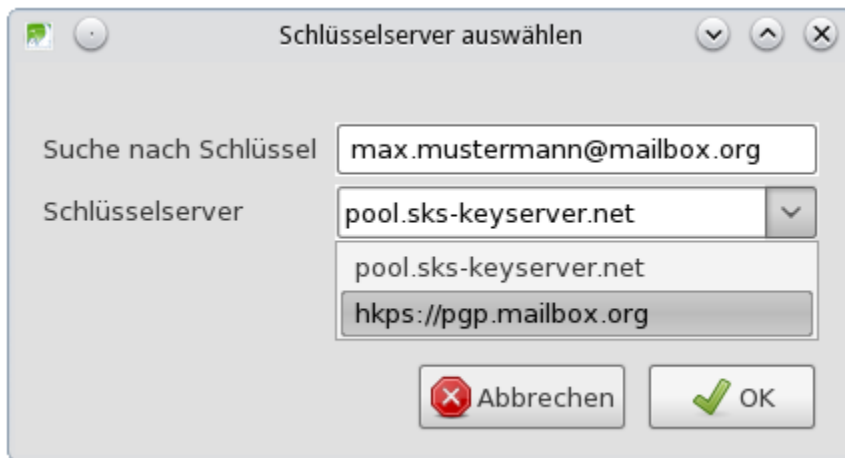 Schlüsselserver auswählen
Suche nach Schlüssel max.mustermann@mailbox.org
Schlüsselserver pool.sks-keyserver.net
pool.sks-keyserver.net
hkps://pgp.mailbox.org
Abbrechen OK